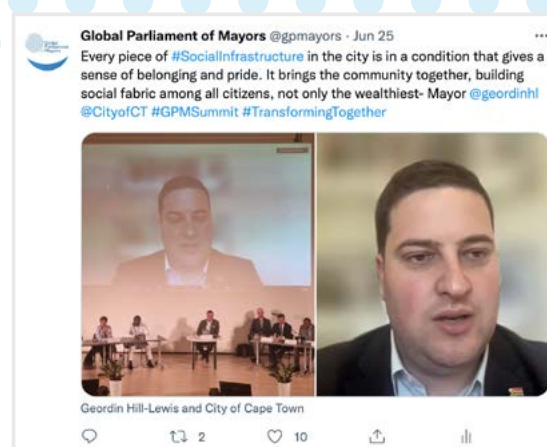 Global Parliament of Mayors @gpmayors · Jun 25
Every piece of #SocialInfrastructure in the city is in a condition that gives a
sense of belonging and pride. It brings the community together, building
social fabric among all citizens, not only the wealthiest- Mayor @geordinhl
@CityofCT #GPMSummit #TransformingTogether
Geordin Hill-Lewis and City of Cape Town
2 10